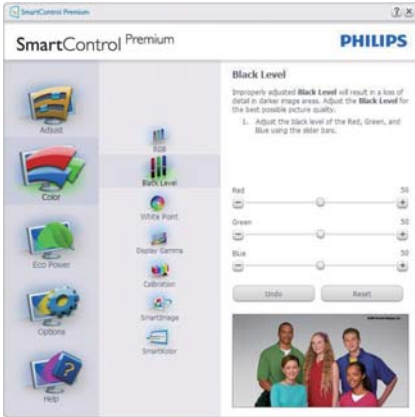 SmartControl Premium
SmartControl Premium
PHILIPS
Adjust
Color
Eco Power
Options
Help
RGB
Black Level
White Point
Display Gamma
Calibration
SmartImage
SmartKolor
Black Level
Improperly adjusted Black Level will result in a loss of
detail in darker image areas. Adjust the Black Level for
the best possible picture quality.
1. Adjust the black level of the Red, Green, and
Blue using the slider bars.
Red 50
Green 50
Blue 50
Undo Reset